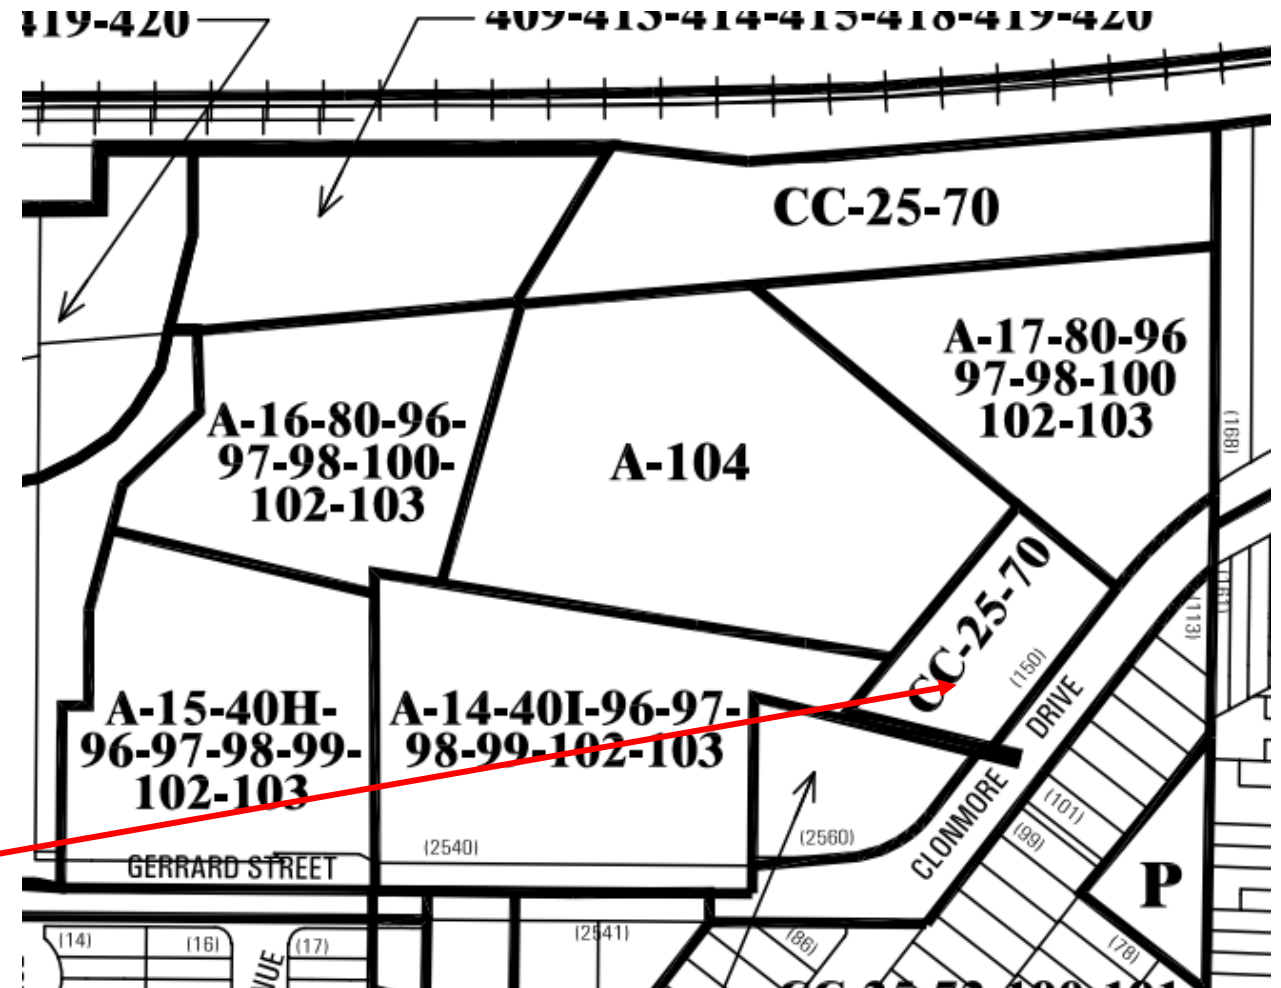 419-420
409-413-414-415-418-419-420
CC-25-70
A-17-80-96
97-98-100
102-103
(168)
A-16-80-96-
97-98-100-
102-103
A-104
CC-25-70
(150)
(161)
(113)
A-15-40H-
96-97-98-99-
102-103
A-14-40I-96-97-
98-99-102-103
CLONMORE DRIVE
(2540)
(2560)
(101)
(99)
GERRARD STREET
P
(14)
(16)
(17)
(2541)
(86)
(78)